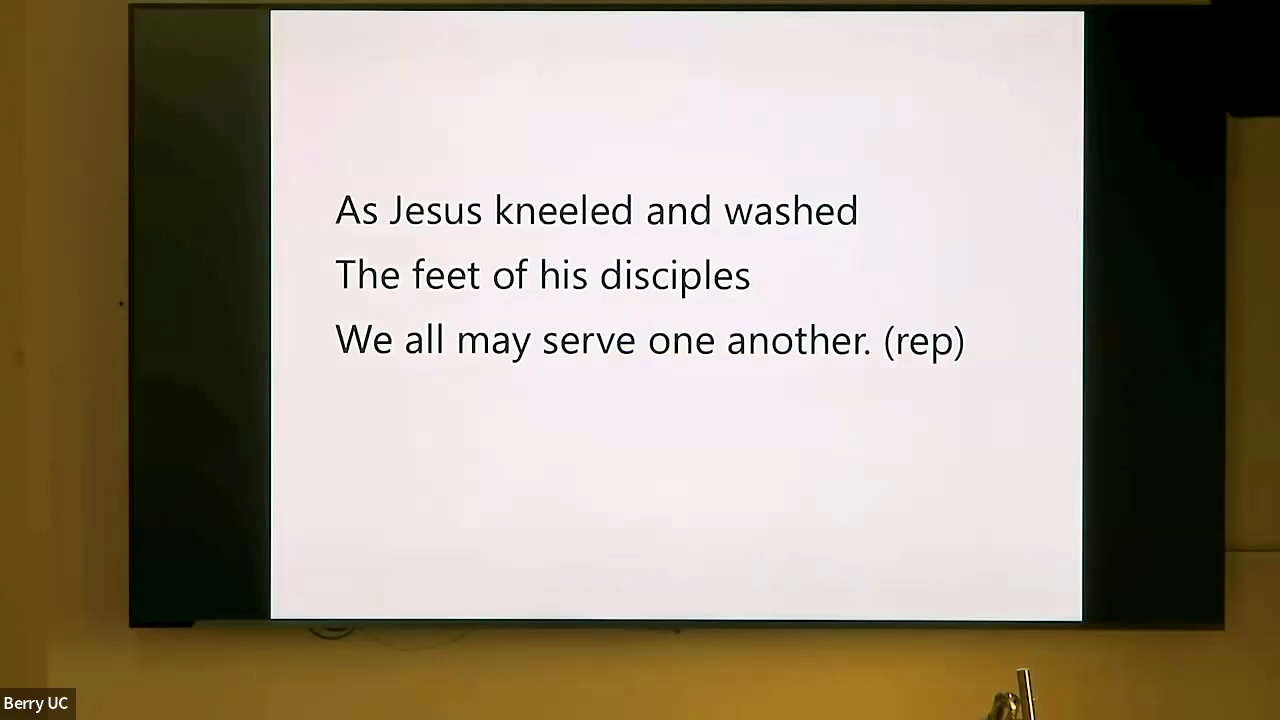 As Jesus kneeled and washed
The feet of his disciples
We all may serve one another. (rep)
Berry UC